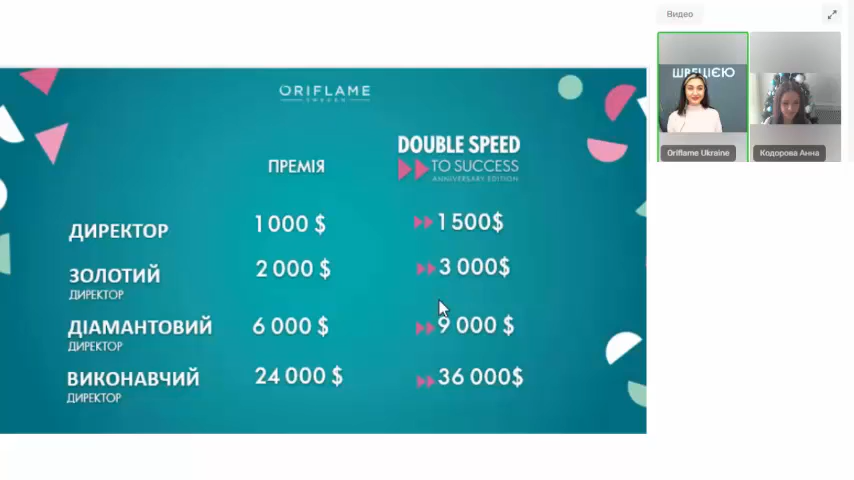 Видео
ORIFLAME
SWEDEN
ПРЕМІЯ
DOUBLE SPEED
TO SUCCESS
ANNIVERSARY EDITION
ДИРЕКТОР 1 000 $ 1 500$
ЗОЛОТИЙ
ДИРЕКТОР
2 000 $ 3 000$
ДІАМАНТОВИЙ
ДИРЕКТОР
6 000 $ 9 000 $
ВИКОНАВЧИЙ
ДИРЕКТОР
24 000 $ 36 000$
ШВЕЦІЄЮ
Oriflame Ukraine
Кодорова Анна